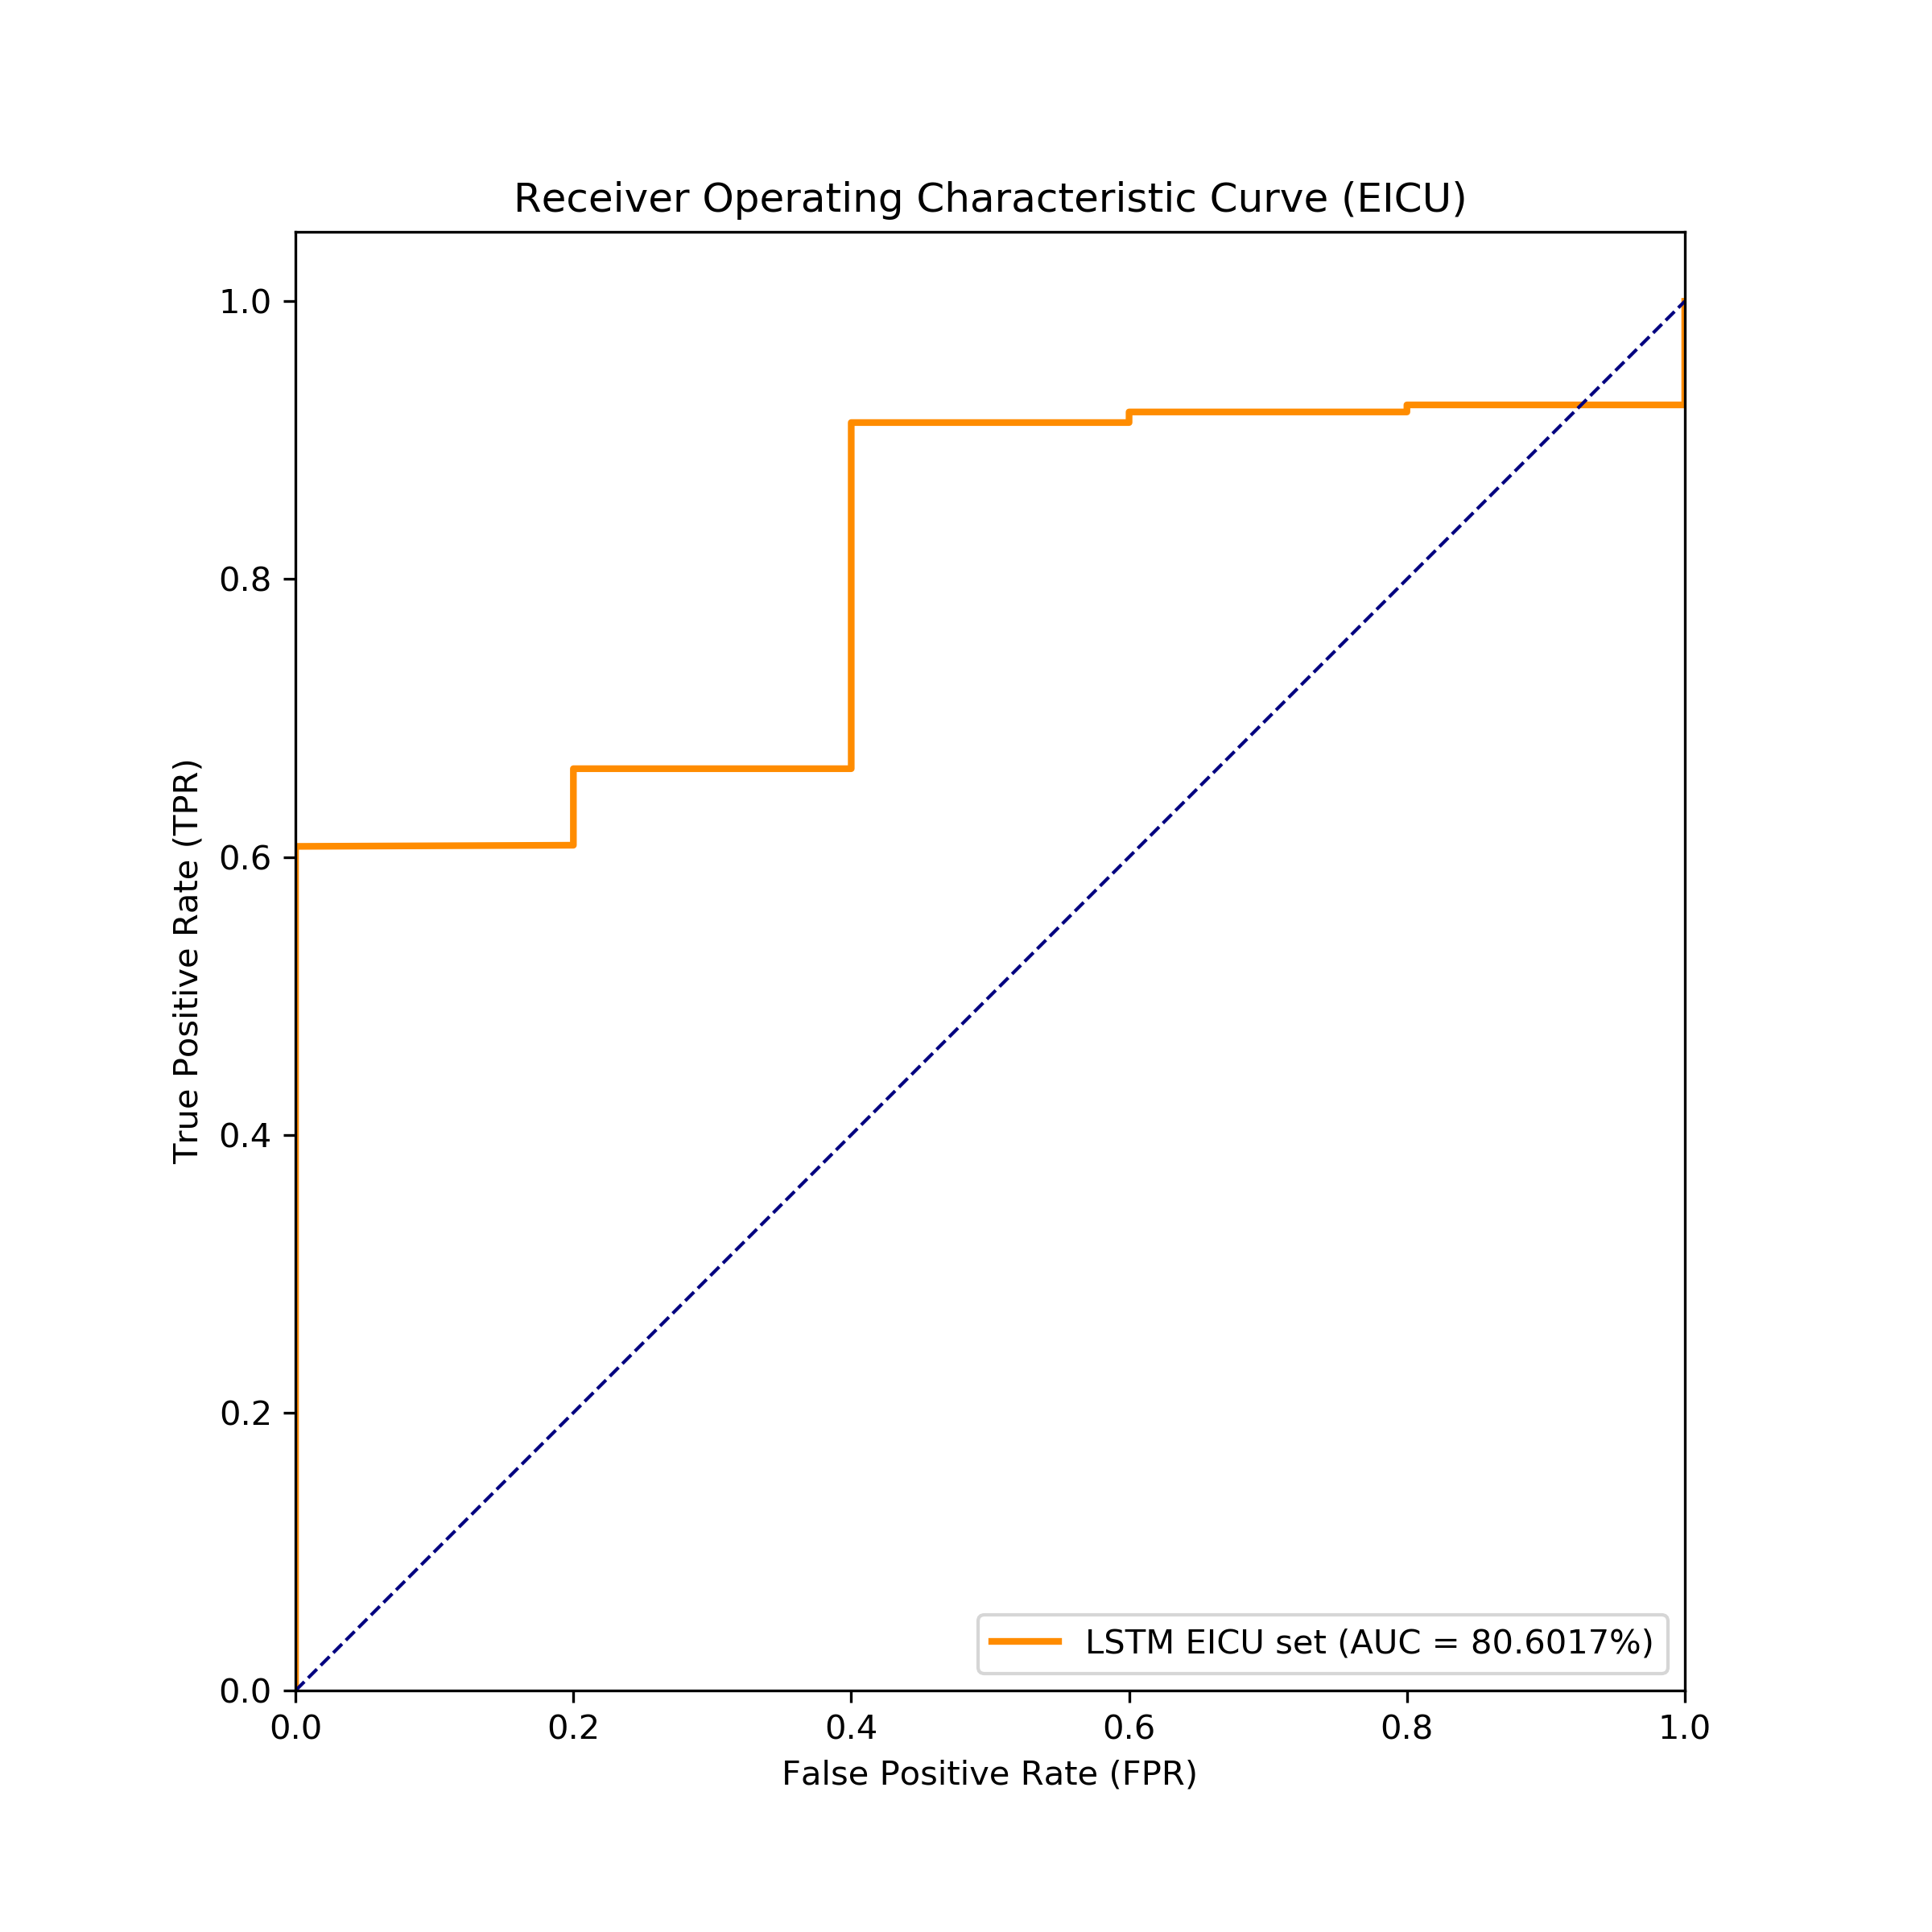 Receiver Operating Characteristic Curve (EICU)
True Positive Rate (TPR)
1.0
0.8
0.6
0.4
0.2
0.0
0.0 0.2 0.4 0.6 0.8 1.0
False Positive Rate (FPR)
LSTM EICU set (AUC = 80.6017%)